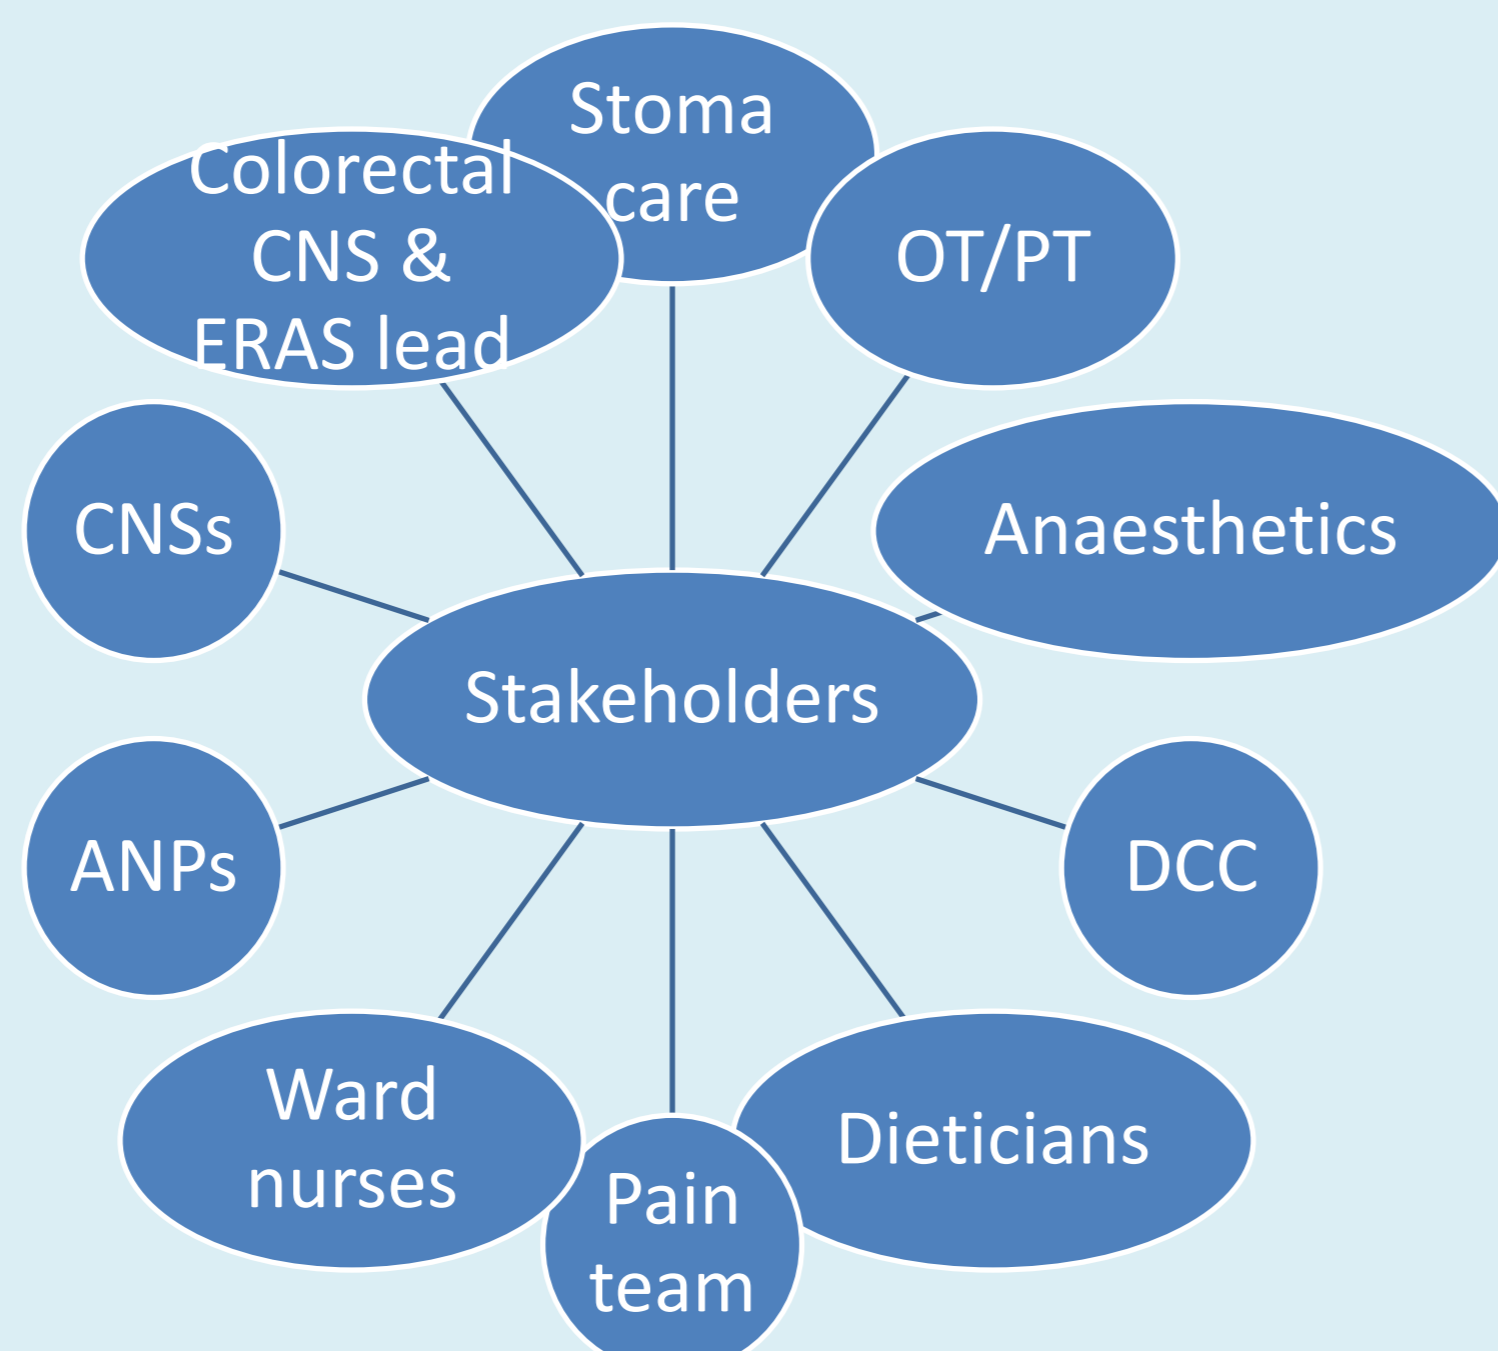 Stoma
care
Colorectal
CNS &
ERAS lead
OT/PT
CNSs
Anaesthetics
Stakeholders
ANPs
DCC
Ward
nurses
Dieticians
Pain
team